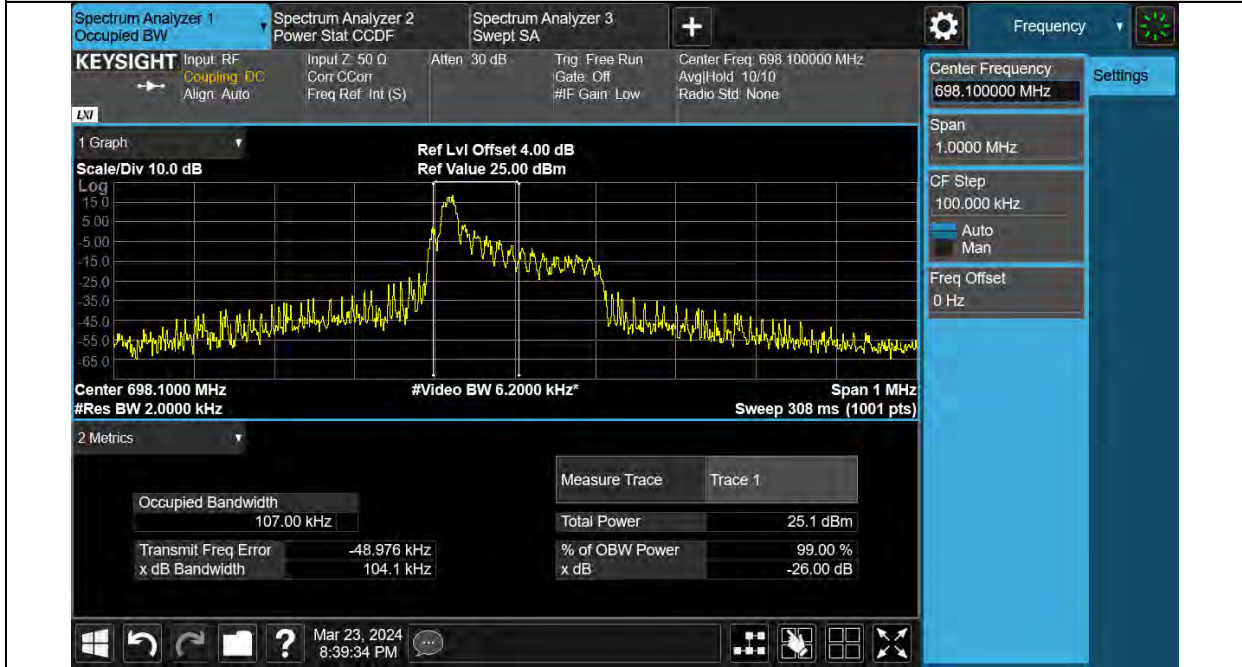 Spectrum Analyzer 1
Occupied BW
Spectrum Analyzer 2
Power Stat CCDF
Spectrum Analyzer 3
Swept SA
Frequency
KEYSIGHT
LXI
Input: RF
Coupling: DC
Align: Auto
Input Z: 50 Ω
Corr CCorr
Freq Ref: Int (S)
Atten: 30 dB
Trig: Free Run
Gate: Off
#IF Gain: Low
Center Freq: 698.100000 MHz
Avg|Hold: 10/10
Radio Std: None
Center Frequency
698.100000 MHz
Settings
Span
1.0000 MHz
CF Step
100.000 kHz
Auto
Man
Freq Offset
0 Hz
1 Graph
Scale/Div 10.0 dB
Ref Lvl Offset 4.00 dB
Ref Value 25.00 dBm
Log
15.0
5.00
-5.00
-15.0
-25.0
-35.0
-45.0
-55.0
-65.0
Center 698.1000 MHz
#Res BW 2.0000 kHz
#Video BW 6.2000 kHz*
Span 1 MHz
Sweep 308 ms (1001 pts)
2 Metrics
Occupied Bandwidth
107.00 kHz
Transmit Freq Error -48.976 kHz
x dB Bandwidth 104.1 kHz
Measure Trace Trace 1
Total Power 25.1 dBm
% of OBW Power 99.00 %
x dB -26.00 dB
?
Mar 23, 2024
8:39:34 PM